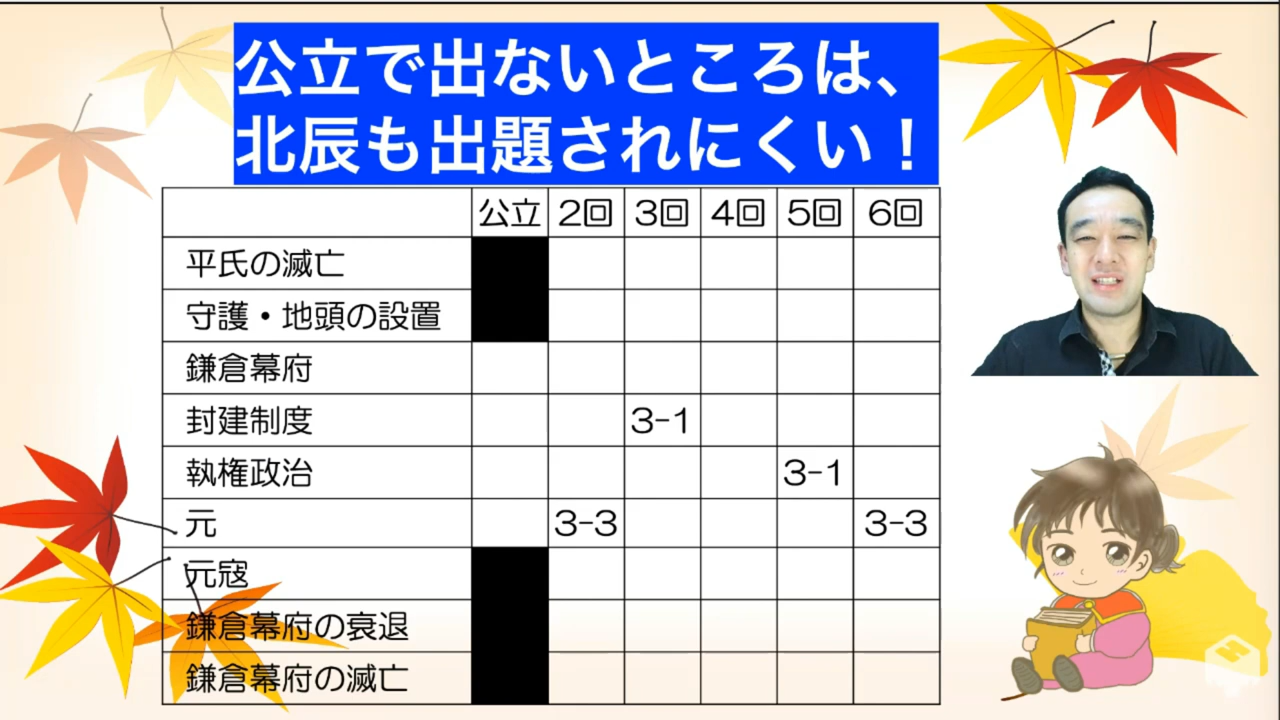 公立で出ないところは、
北辰も出題されにくい！
公立 2回 3回 4回 5回 6回
平氏の滅亡
守護・地頭の設置
鎌倉幕府
封建制度 3-1
執権政治 3-1
元 3-3 3-3
元寇
鎌倉幕府の衰退
鎌倉幕府の滅亡